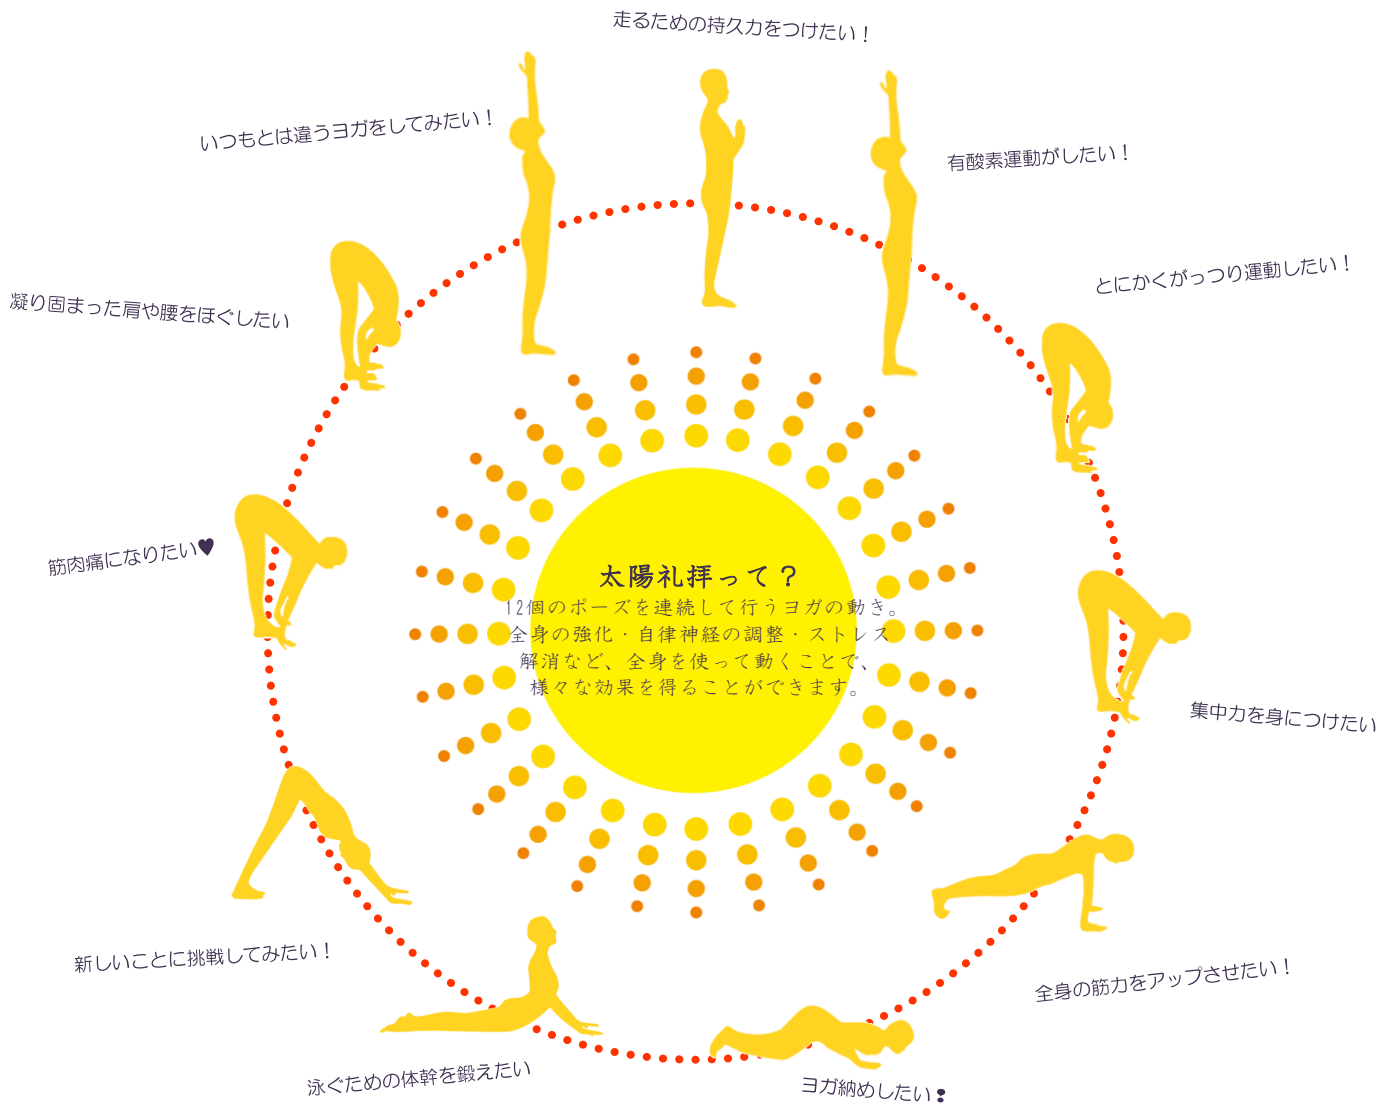 走るための持久力をつけたい！
いつもとは違うヨガをしてみたい！
有酸素運動がしたい！
とにかくがっつり運動したい！
凝り固まった肩や腰をほぐしたい
筋肉痛になりたい♥
太陽礼拝って？
12個のポーズを連続して行うヨガの動き。
全身の強化・自律神経の調整・ストレス
解消など、全身を使って動くことで、
様々な効果を得ることができます。
集中力を身につけたい
新しいことに挑戦してみたい！
全身の筋力をアップさせたい！
泳ぐための体幹を鍛えたい
ヨガ納めしたい❢